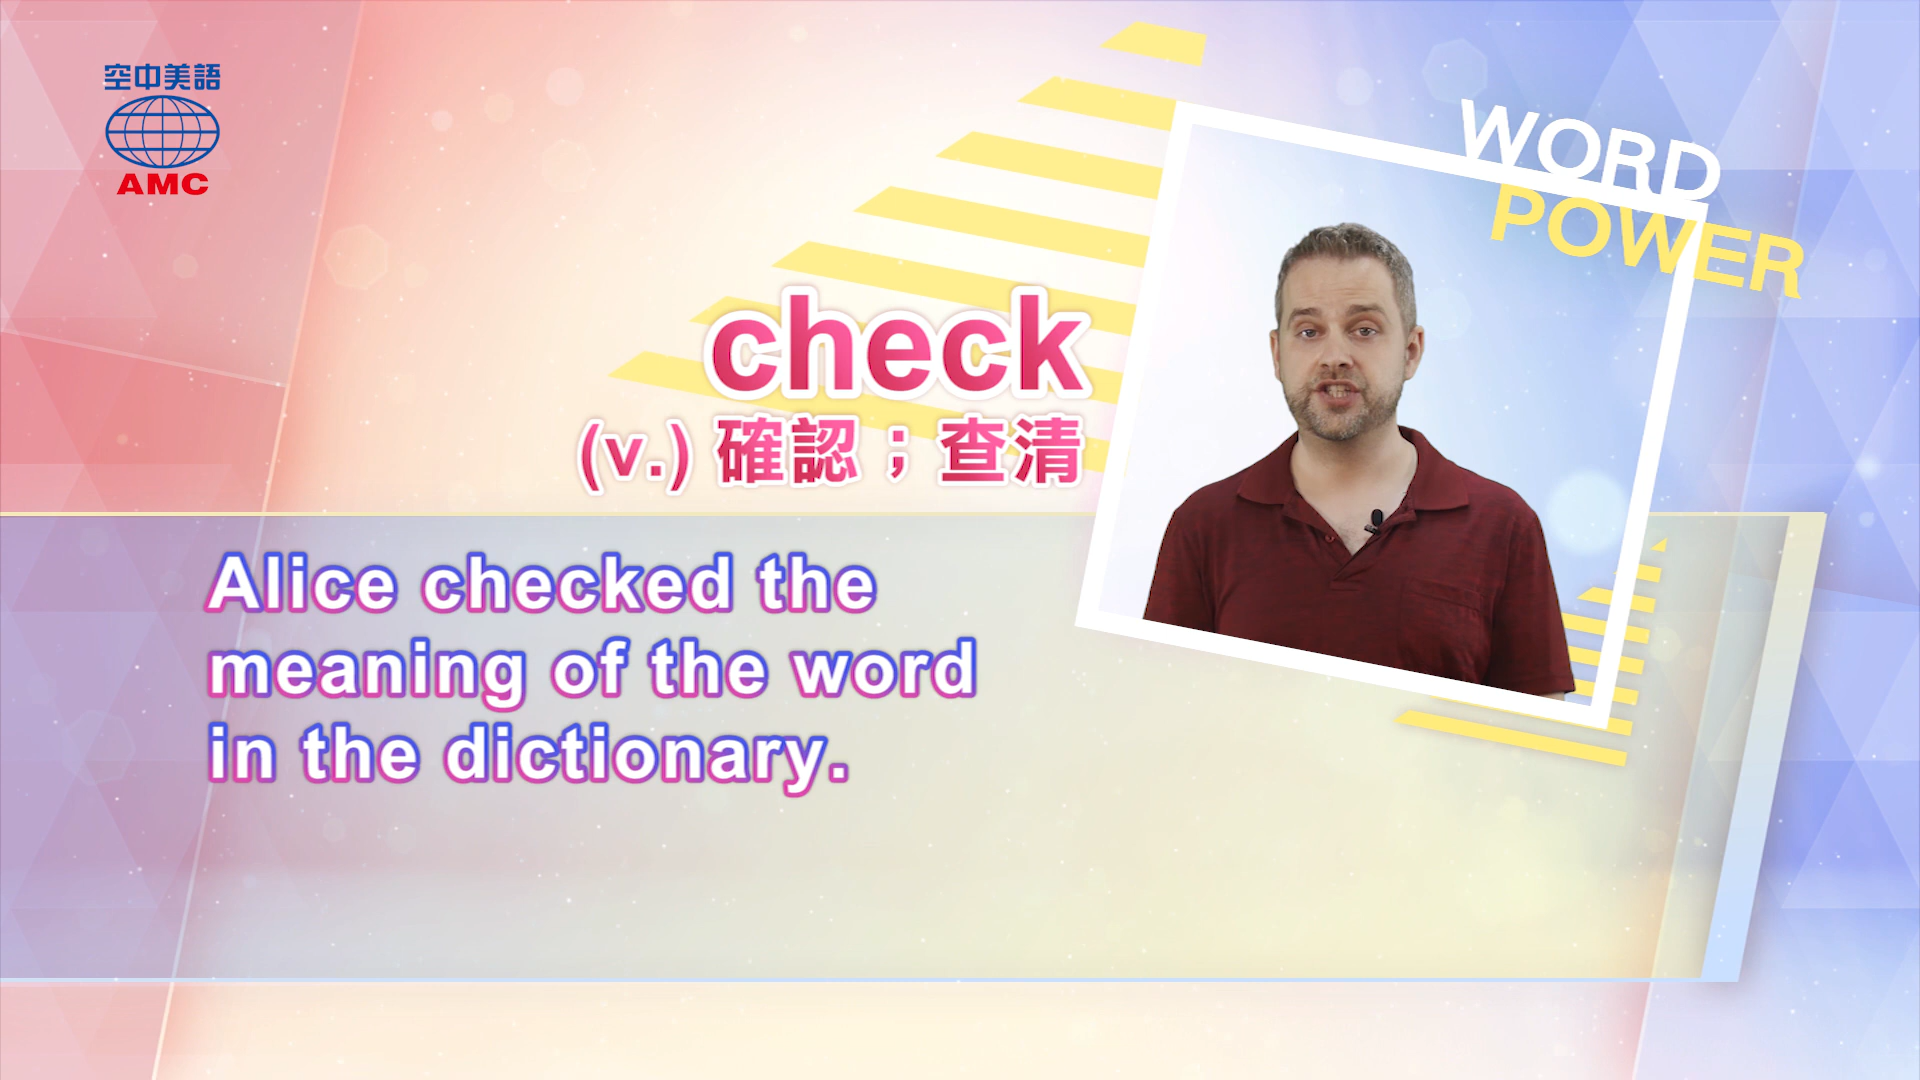 空中美語
AMC
WORD
POWER
check
(v.) 確認；查清
Alice checked the
meaning of the word
in the dictionary.